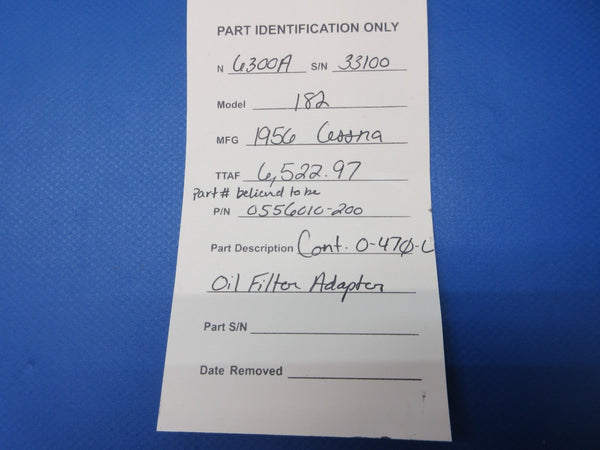 PART IDENTIFICATION ONLY
N 6300A S/N 33100
Model 182
MFG 1956 Cessna
TTAF 6,522.97
Part # believd to be
P/N 0556010-200
Part Description Cont. O-470-L
Oil Filter Adapter
Part S/N
Date Removed